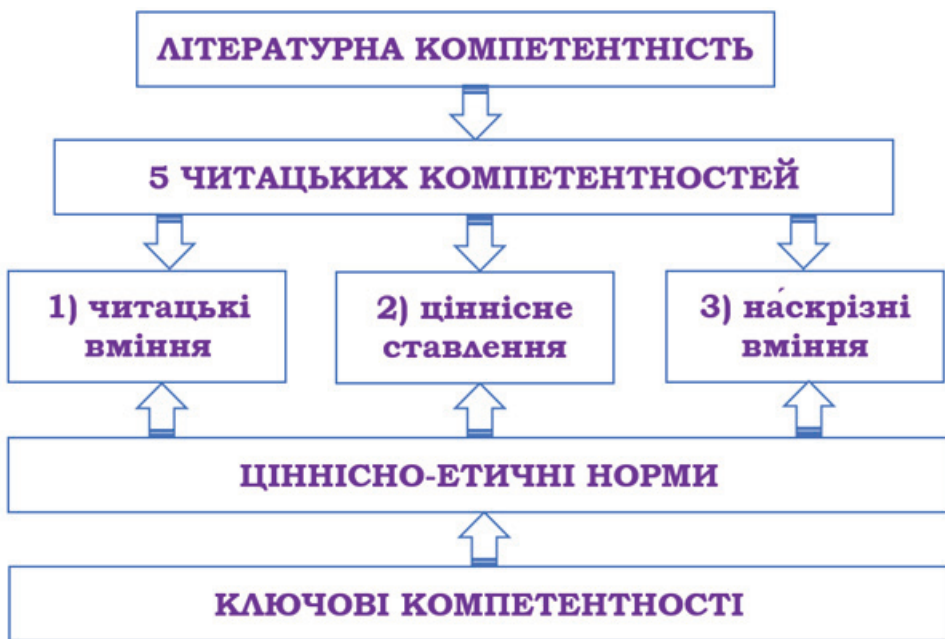 ЛІТЕРАТУРНА КОМПЕТЕНТНІСТЬ
5 ЧИТАЦЬКИХ КОМПЕТЕНТНОСТЕЙ
1) читацькі
вміння
2) ціннісне
ставлення
3) на́скрізні
вміння
ЦІННІСНО-ЕТИЧНІ НОРМИ
КЛЮЧОВІ КОМПЕТЕНТНОСТІ